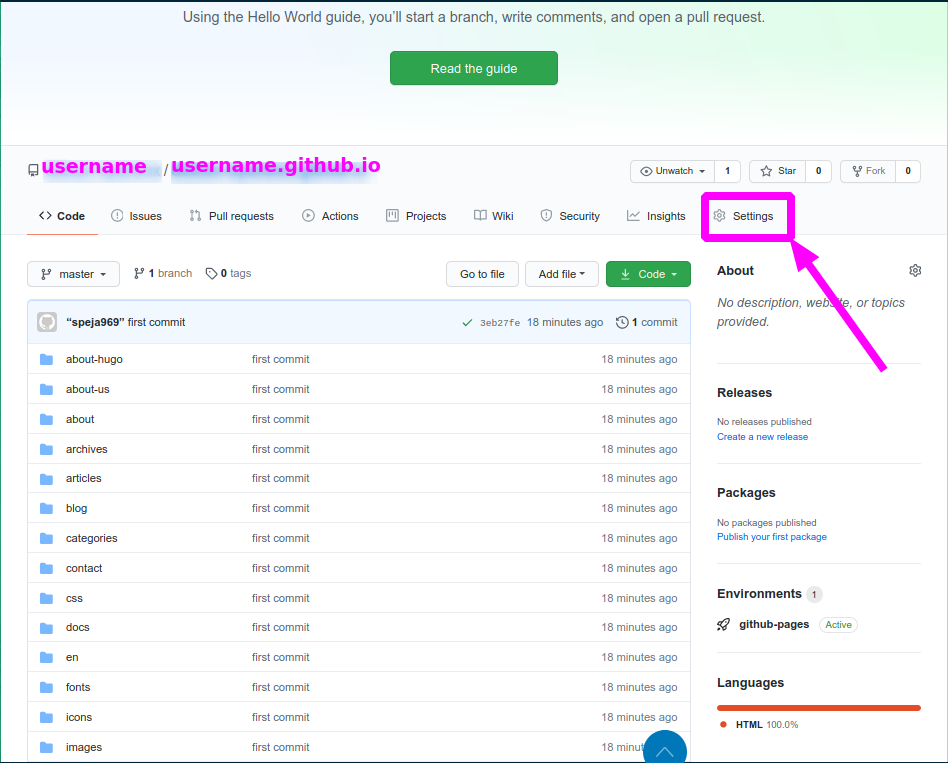 Using the Hello World guide, you’ll start a branch, write comments, and open a pull request.
Read the guide
username / username.github.io
Unwatch 1 Star 0 Fork 0
Code Issues Pull requests Actions Projects Wiki Security Insights Settings
master 1 branch 0 tags Go to file Add file Code
“speja969” first commit 3eb27fe 18 minutes ago 1 commit
about-hugo first commit 18 minutes ago
about-us first commit 18 minutes ago
about first commit 18 minutes ago
archives first commit 18 minutes ago
articles first commit 18 minutes ago
blog first commit 18 minutes ago
categories first commit 18 minutes ago
contact first commit 18 minutes ago
css first commit 18 minutes ago
docs first commit 18 minutes ago
en first commit 18 minutes ago
fonts first commit 18 minutes ago
icons first commit 18 minutes ago
images first commit 18
About
No description, website, or topics
provided.
Releases
No releases published
Create a new release
Packages
No packages published
Publish your first package
Environments 1
github-pages Active
Languages
HTML 100.0%